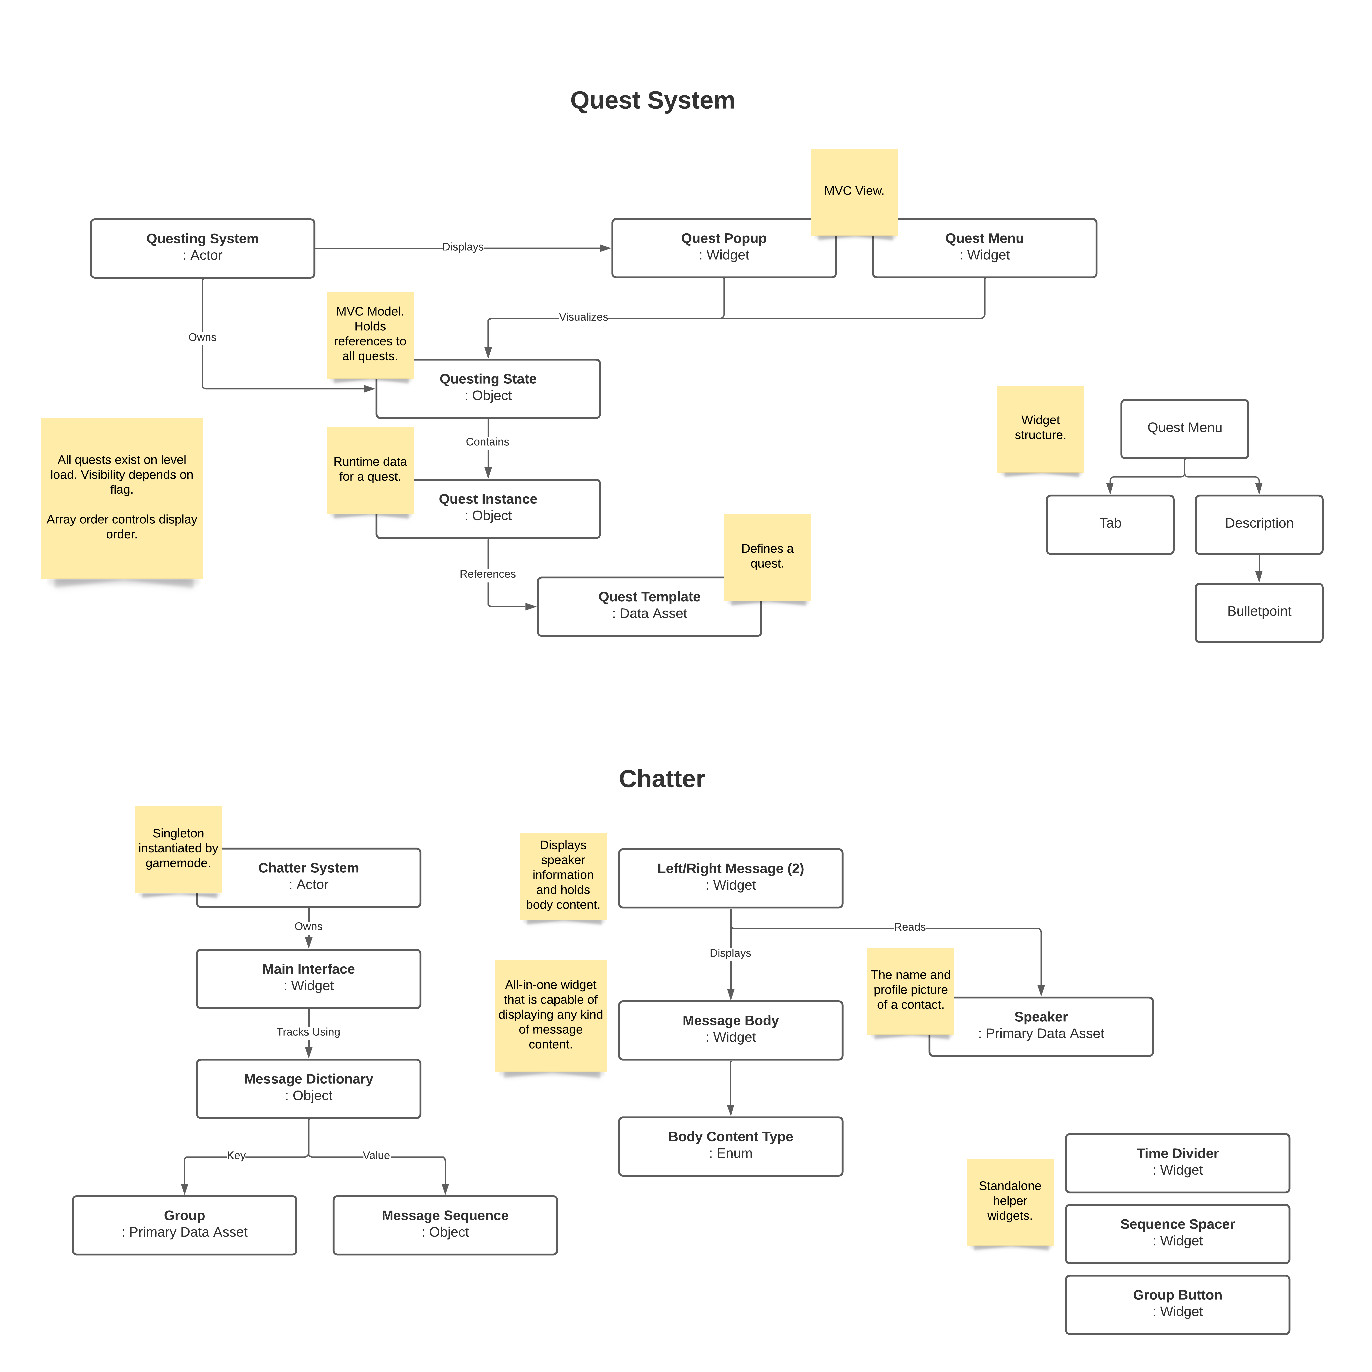 Quest System
MVC View.
Questing System
: Actor
Displays
Quest Popup
: Widget
Quest Menu
: Widget
Owns
MVC Model.
Holds
references to
all quests.
Visualizes
Questing State
: Object
All quests exist on level
load. Visibility depends on
flag.
Array order controls display
order.
Contains
Runtime data
for a quest.
Quest Instance
: Object
References
Defines a
quest.
Quest Template
: Data Asset
Widget
structure.
Quest Menu
Tab
Description
Bulletpoint
Chatter
Singleton
instantiated by
gamemode.
Chatter System
: Actor
Owns
Main Interface
: Widget
Tracks Using
Message Dictionary
: Object
Key
Value
Group
: Primary Data Asset
Message Sequence
: Object
Displays
speaker
information
and holds
body content.
Left/Right Message (2)
: Widget
Reads
Displays
All-in-one widget
that is capable of
displaying any kind
of message
content.
Message Body
: Widget
The name and
profile picture
of a contact.
Speaker
: Primary Data Asset
Body Content Type
: Enum
Standalone
helper
widgets.
Time Divider
: Widget
Sequence Spacer
: Widget
Group Button
: Widget